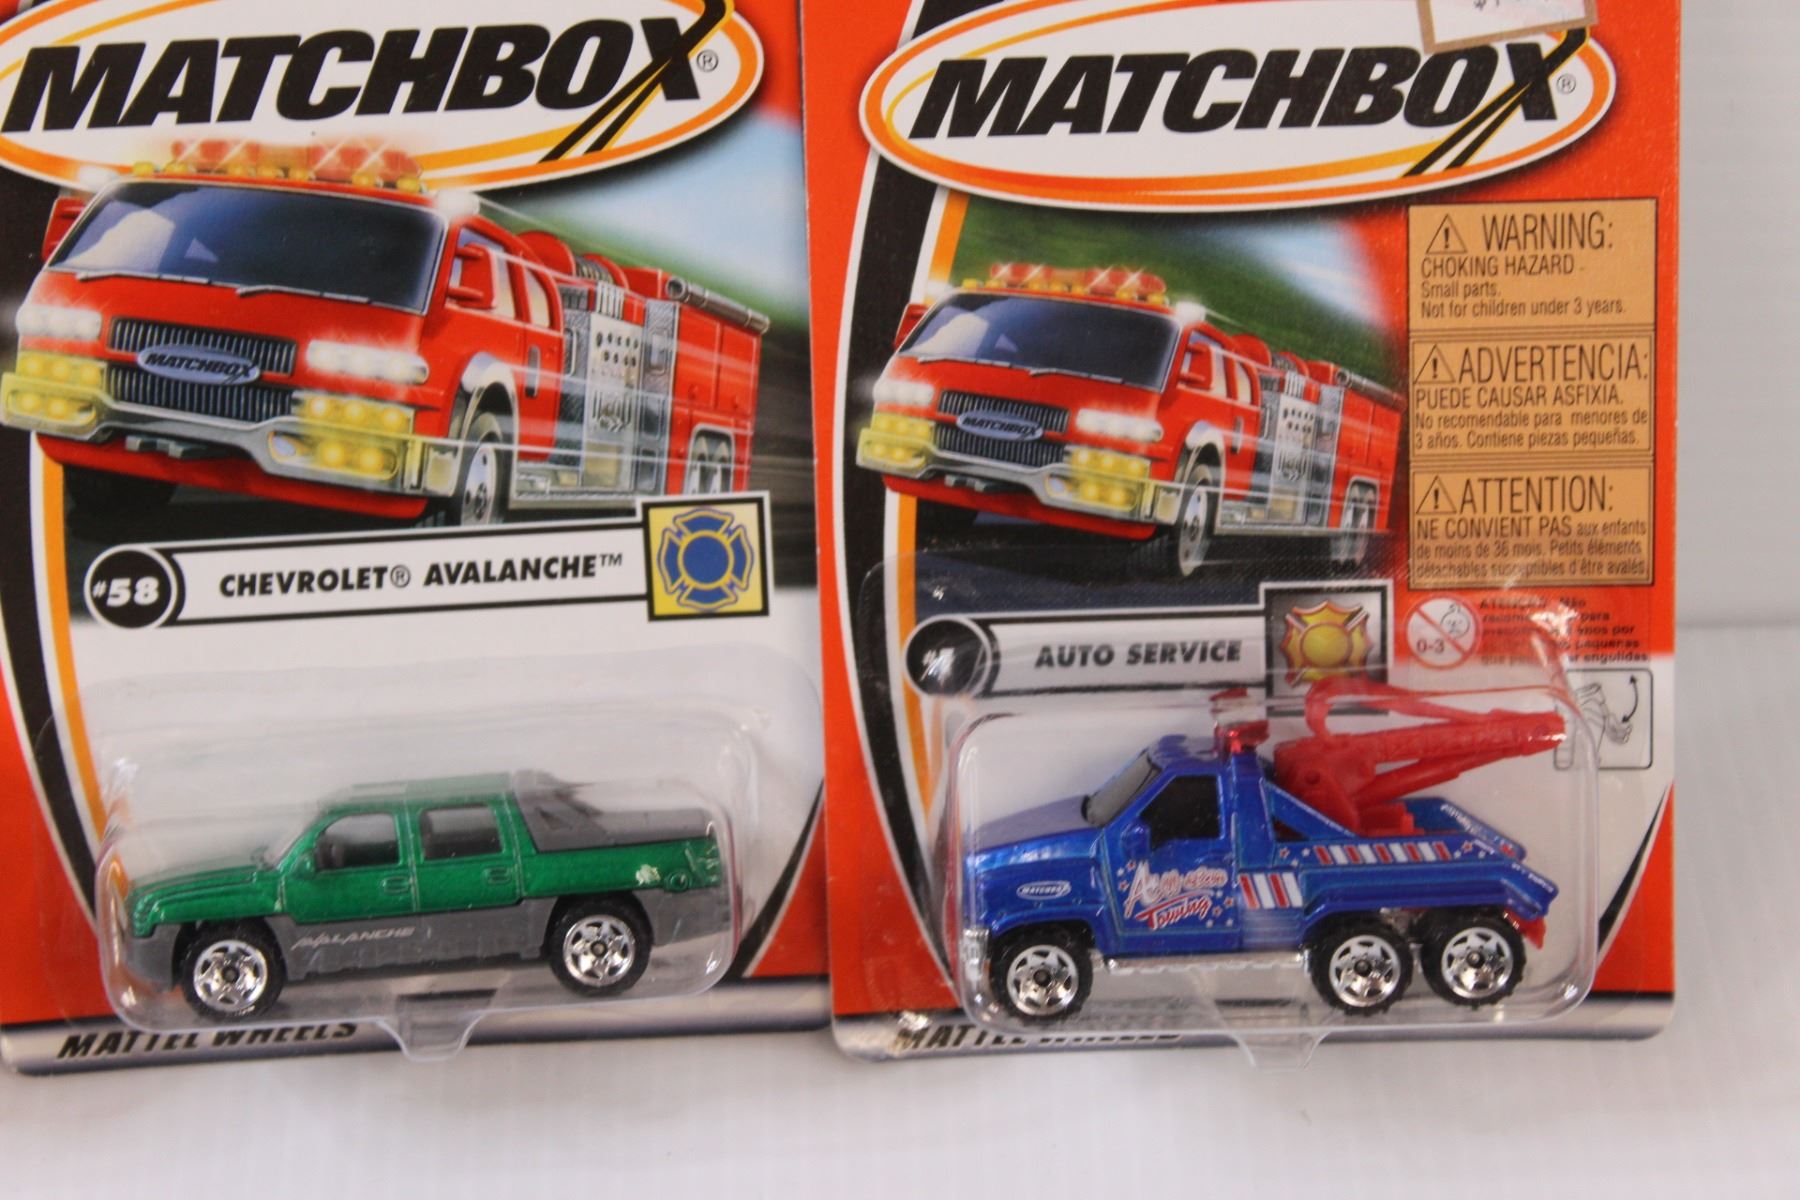 MATCHBOX®
MATCHBOX
#58
CHEVROLET® AVALANCHE™
AVALANCHE
MATTEL WHEELS
MATCHBOX®
MATCHBOX
WARNING:
CHOKING HAZARD -
Small parts.
Not for children under 3 years.
ADVERTENCIA:
PUEDE CAUSAR ASFIXIA.
No recomendable para menores de
3 años. Contiene piezas pequeñas.
ATTENTION:
NE CONVIENT PAS aux enfants
de moins de 36 mois. Petits éléments
détachables susceptibles d'être avalés.
0-3
AUTO SERVICE
MATCHBOX
Towing
MATTEL WHEELS